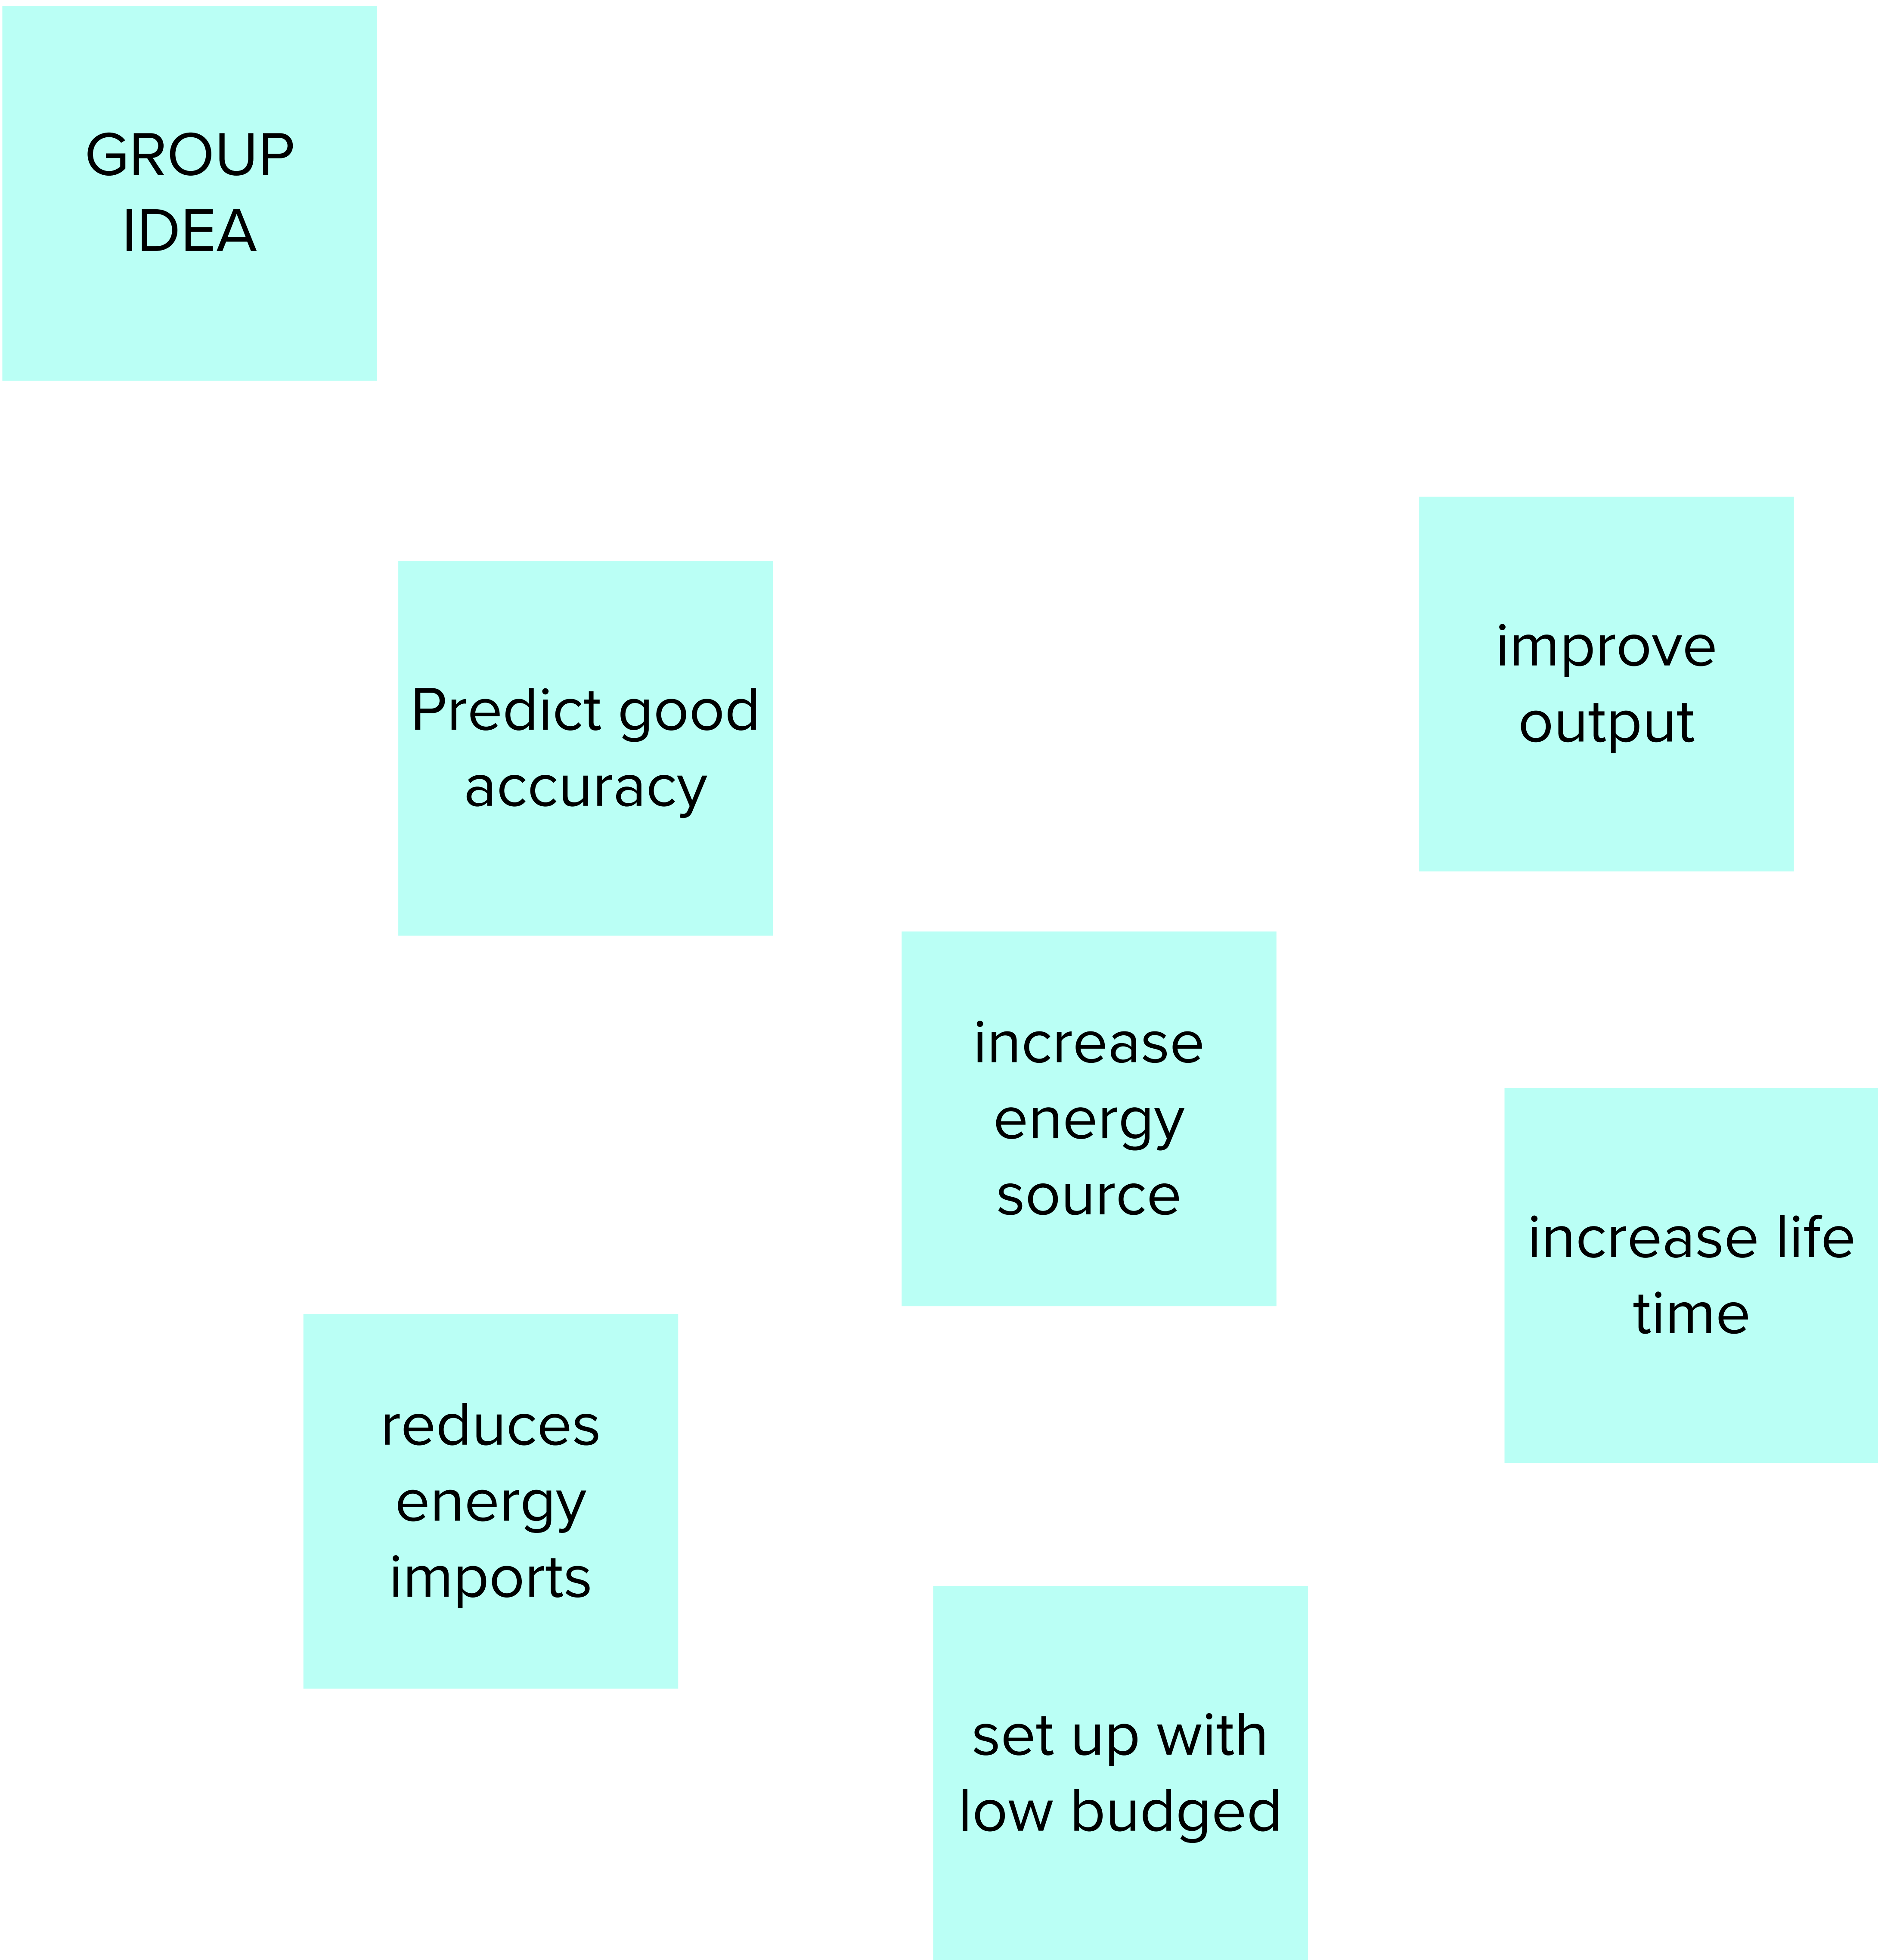 GROUP
IDEA
Predict good
accuracy
improve
output
increase
energy
source
increase life
time
reduces
energy
imports
set up with
low budged